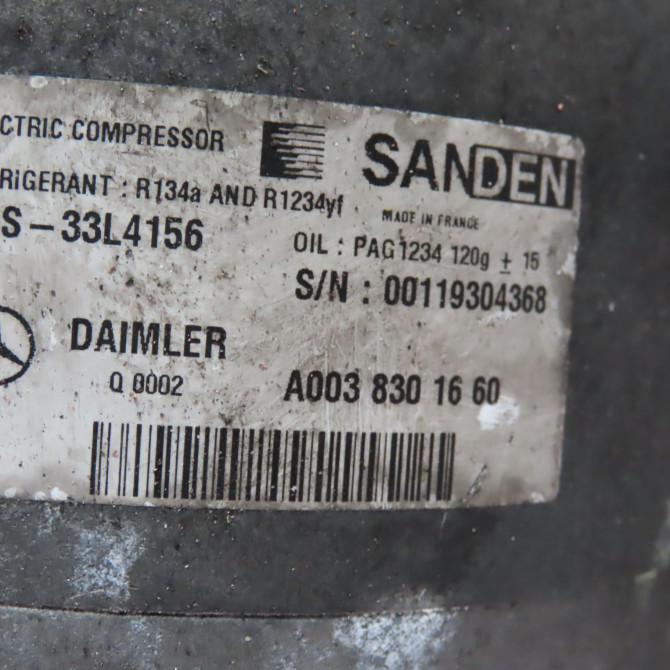 CTRIC COMPRESSOR
SANDEN
RIGERANT : R134a AND R1234yf
MADE IN FRANCE
S-33L4156
OIL : PAG1234 120g ± 15
S/N : 00119304368
DAIMLER
Q 0002
A003 830 16 60